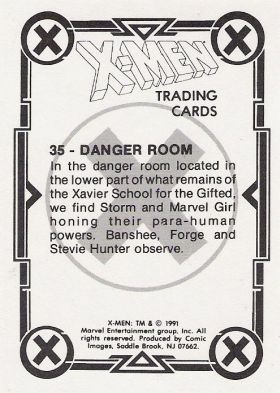 X-MEN
TRADING
CARDS
35 - DANGER ROOM
In the danger room located in
the lower part of what remains of
the Xavier School for the Gifted,
we find Storm and Marvel Girl
honing their para-human
powers. Banshee, Forge and
Stevie Hunter observe.
X-MEN: TM & © 1991
Marvel Entertainment group, Inc. All
rights reserved. Produced by Comic
Images, Saddle Brook, NJ 07662.